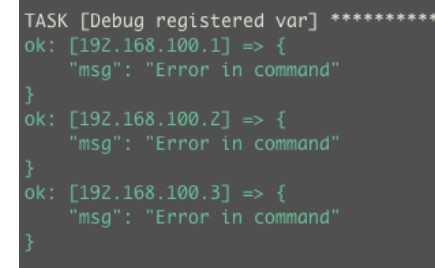 TASK [Debug registered var] **********
ok: [192.168.100.1] => {
    "msg": "Error in command"
}
ok: [192.168.100.2] => {
    "msg": "Error in command"
}
ok: [192.168.100.3] => {
    "msg": "Error in command"
}